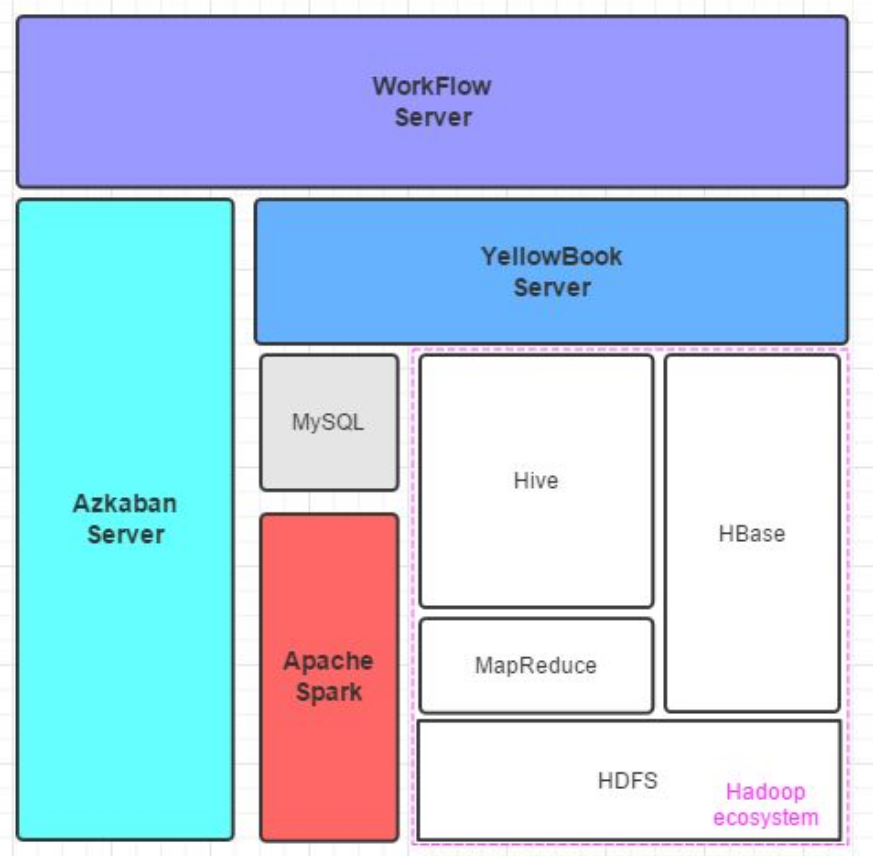 WorkFlow
Server
YellowBook
Server
Azkaban
Server
MySQL
Hive
HBase
Apache
Spark
MapReduce
HDFS
Hadoop
ecosystem